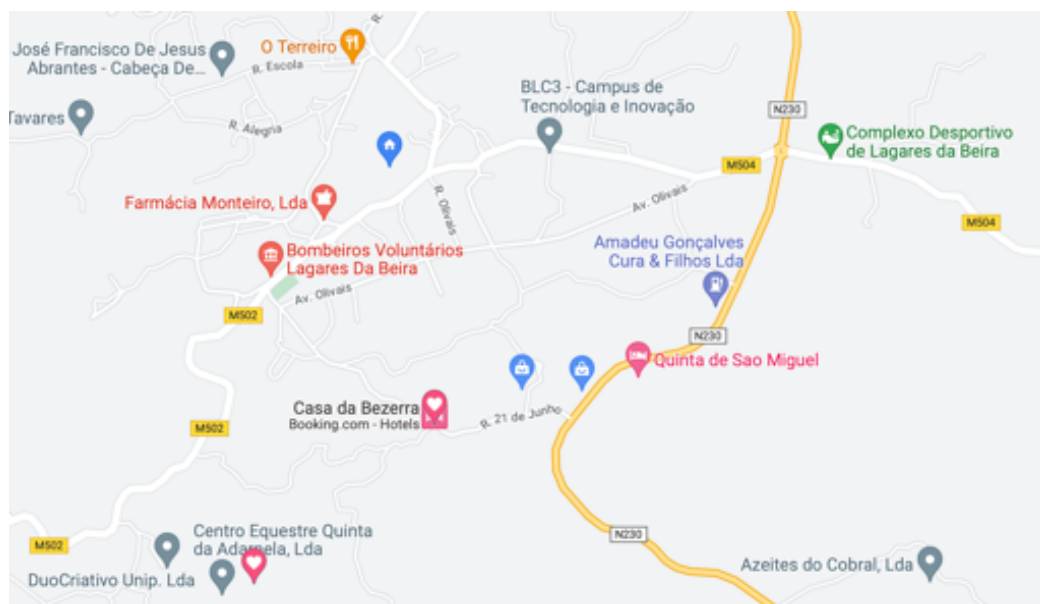 José Francisco De Jesus
Abrantes - Cabeça De...
O Terreiro
R.
R. Escola
Tavares
R. Alegria
BLC3 - Campus de
Tecnologia e Inovação
N230
Complexo Desportivo
de Lagares da Beira
M504
Farmácia Monteiro, Lda
R. Olivais
Av. Olivais
M504
Bombeiros Voluntários
Lagares Da Beira
Amadeu Gonçalves
Cura & Filhos Lda
Av. Olivais
M502
N230
Quinta de Sao Miguel
Casa da Bezerra
Booking.com - Hotels
R. 21 de Junho
M502
Centro Equestre Quinta
da Adarnela, Lda
N230
M502
DuoCriativo Unip. Lda
Azeites do Cobral, Lda